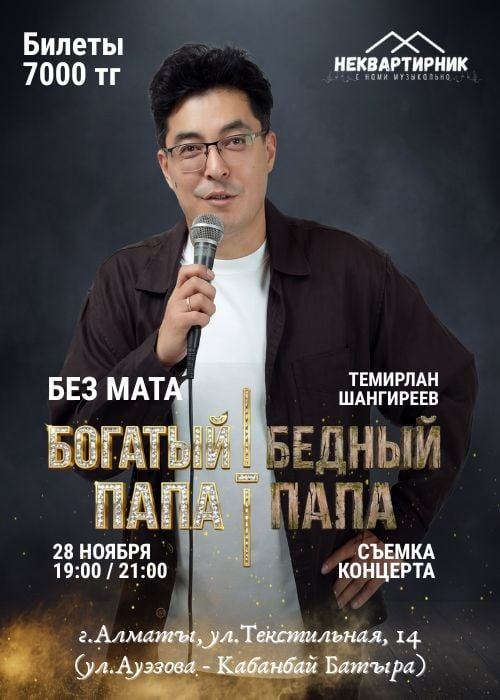 Билеты
7000 тг
НЕКВАРТИРНИК
С НАМИ МУЗЫКАЛЬНО
БЕЗ МАТА
ТЕМИРЛАН
ШАНГИРЕЕВ
БОГАТЫЙ БЕДНЫЙ
ПАПА - ПАПА
28 НОЯБРЯ
19:00 / 21:00
СЪЕМКА
КОНЦЕРТА
г.Алматы, ул.Текстильная, 14
(ул.Ауэзова - Кабанбай Батыра)